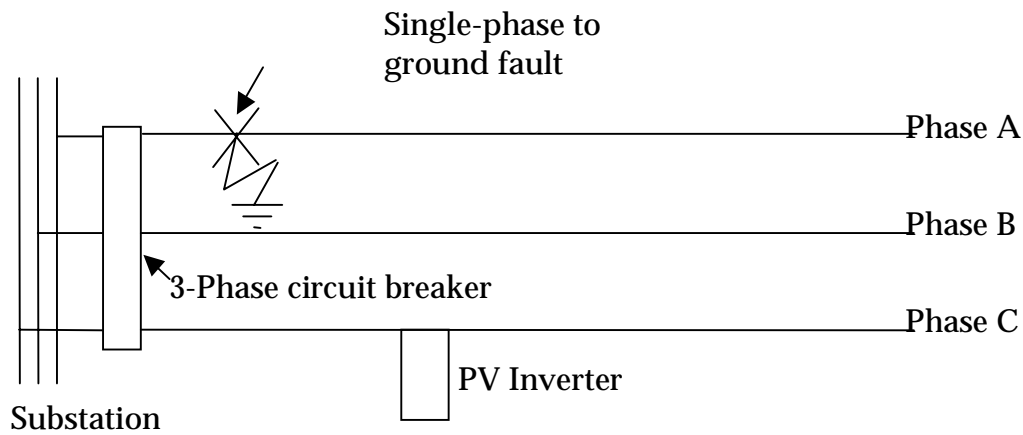 Single-phase to
ground fault
Phase A
Phase B
3-Phase circuit breaker
Phase C
PV Inverter
Substation